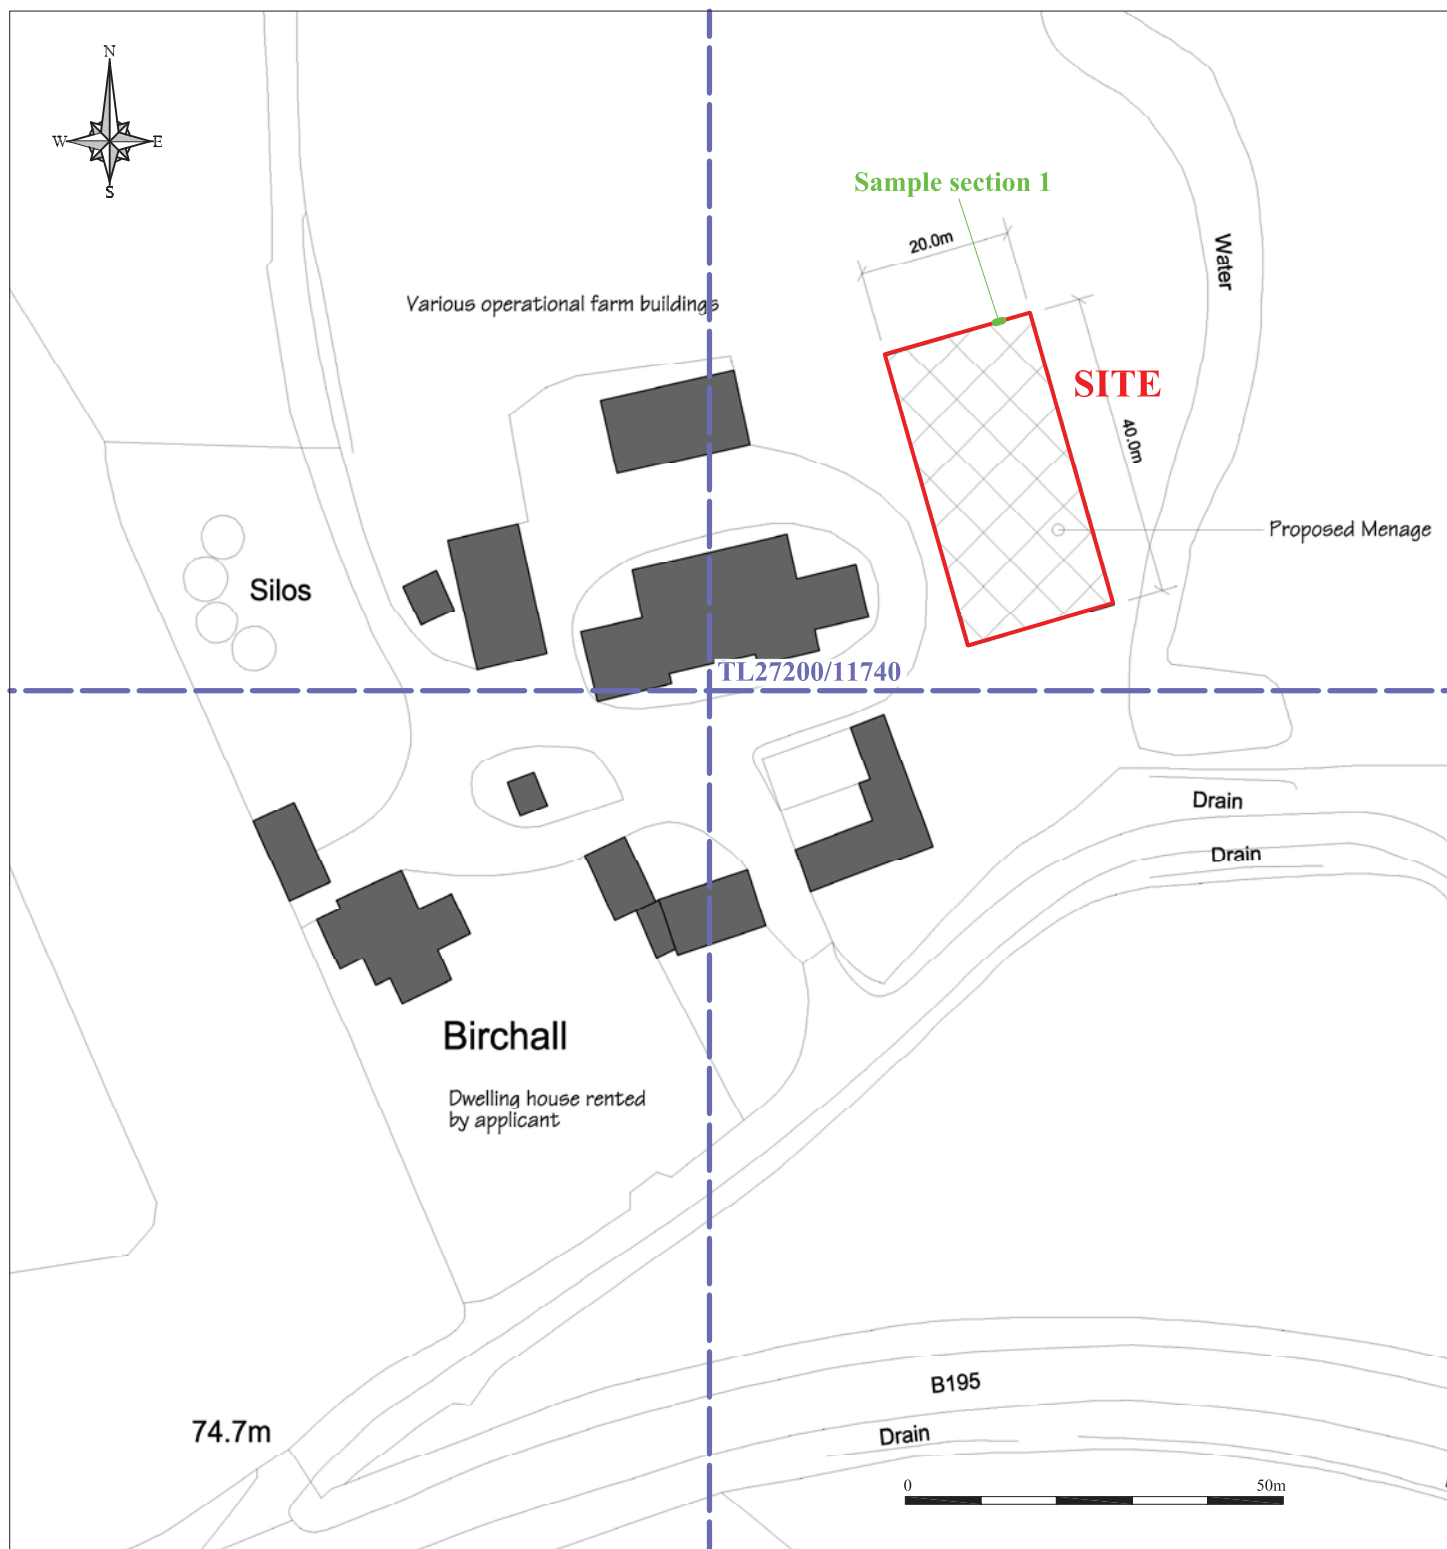 N
W E
S
Sample section 1
20.0m
Water
Various operational farm buildings
SITE
40.0m
Proposed Menage
Silos
TL27200/11740
Drain
Drain
Birchall
Dwelling house rented
by applicant
B195
74.7m
Drain
0 50m